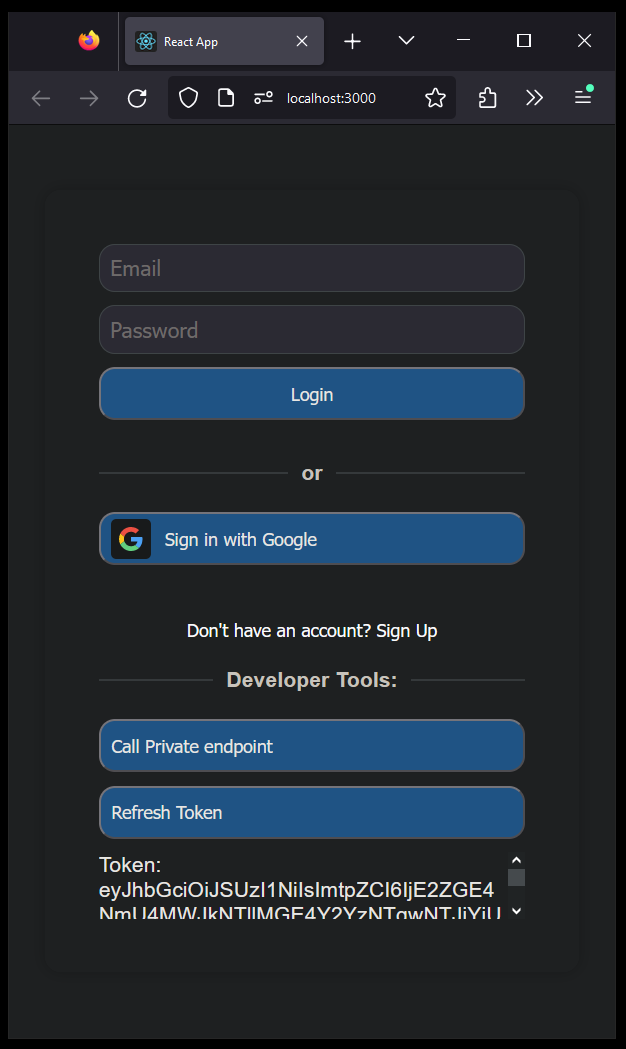 React App
localhost:3000
Email
Password
Login
or
Sign in with Google
Don't have an account? Sign Up
Developer Tools:
Call Private endpoint
Refresh Token
Token:
eyJhbGciOiJSUzI1NiIsImtpZCI6IjE2ZGE4